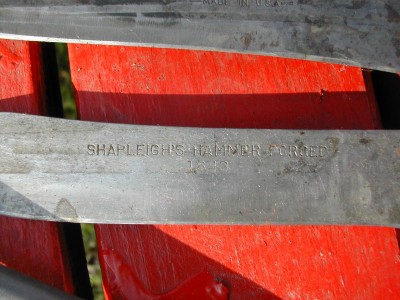 MADE IN U.S.A.
SHAPLEIGH'S HAMMER FORGED
1843